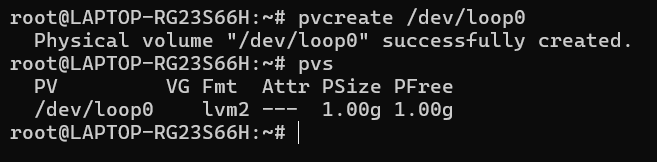 root@LAPTOP-RG23S66H:~# pvcreate /dev/loop0
  Physical volume "/dev/loop0" successfully created.
root@LAPTOP-RG23S66H:~# pvs
  PV         VG Fmt  Attr PSize PFree
  /dev/loop0    lvm2 ---  1.00g 1.00g
root@LAPTOP-RG23S66H:~#